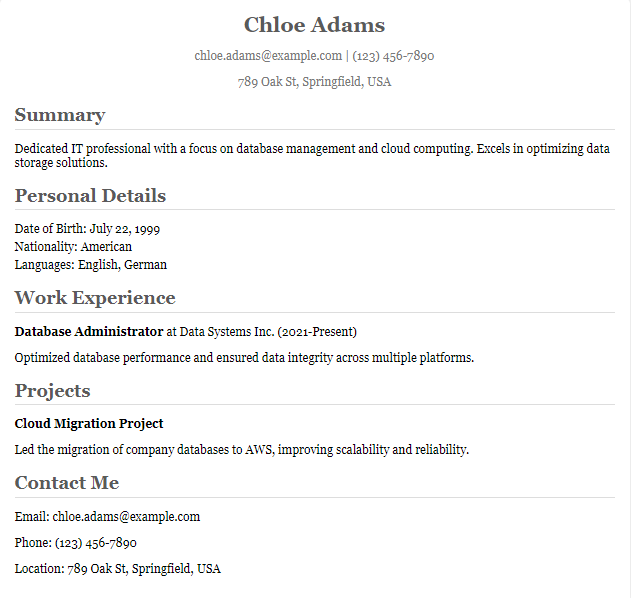 Chloe Adams
chloe.adams@example.com | (123) 456-7890
789 Oak St, Springfield, USA
Summary
Dedicated IT professional with a focus on database management and cloud computing. Excels in optimizing data
storage solutions.
Personal Details
Date of Birth: July 22, 1999
Nationality: American
Languages: English, German
Work Experience
Database Administrator at Data Systems Inc. (2021-Present)
Optimized database performance and ensured data integrity across multiple platforms.
Projects
Cloud Migration Project
Led the migration of company databases to AWS, improving scalability and reliability.
Contact Me
Email: chloe.adams@example.com
Phone: (123) 456-7890
Location: 789 Oak St, Springfield, USA